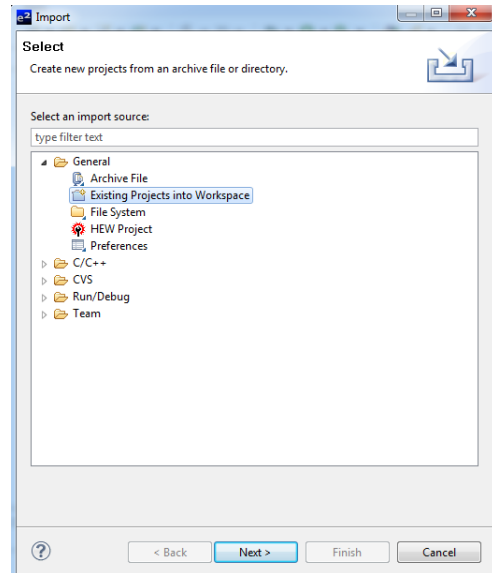 e² Import
Select
Create new projects from an archive file or directory.
Select an import source:
type filter text
General
Archive File
Existing Projects into Workspace
File System
HEW Project
Preferences
C/C++
CVS
Run/Debug
Team
? < Back Next > Finish Cancel